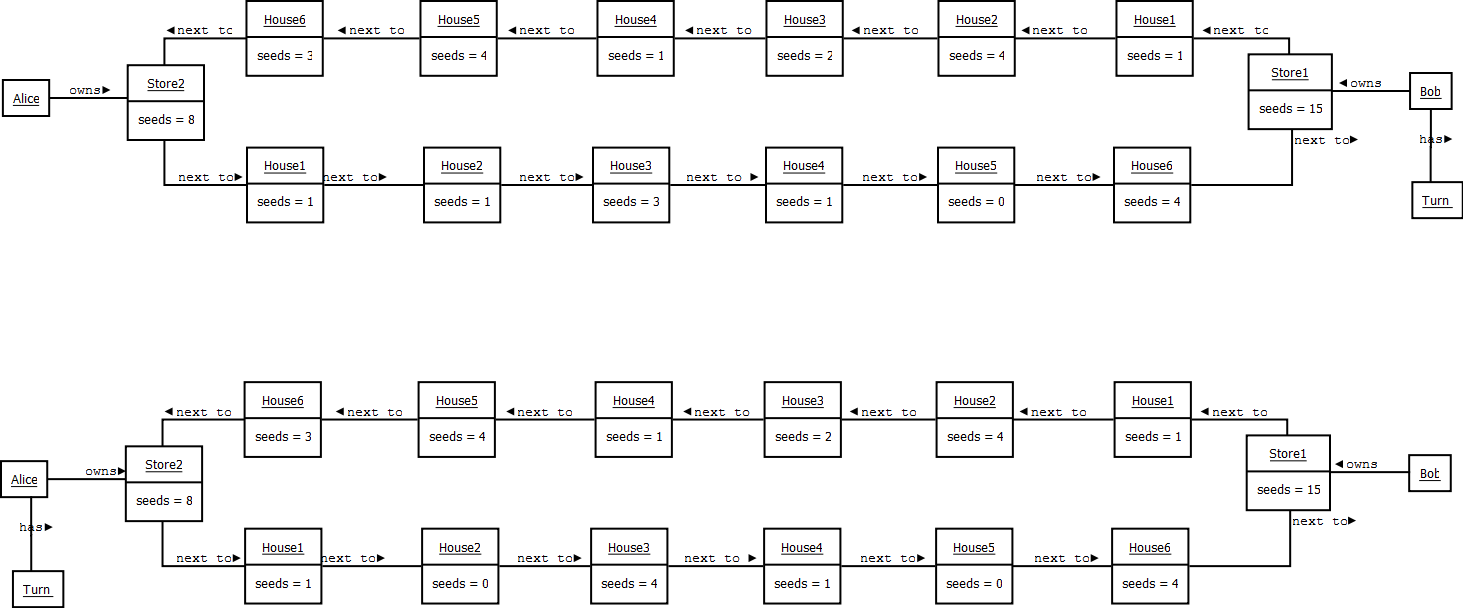 House6 House5 House4 House3 House2 House1
◄next to ◄next to ◄next to ◄next to ◄next to ◄next to ◄next to
seeds = 3 seeds = 4 seeds = 1 seeds = 2 seeds = 4 seeds = 1
Store2 Store1
Alice owns► ◄owns Bob
seeds = 8 seeds = 15
has►
next to►
House1 House2 House3 House4 House5 House6
next to► next to► next to► next to► next to► next to►
seeds = 1 seeds = 1 seeds = 3 seeds = 1 seeds = 0 seeds = 4
Turn
House6 House5 House4 House3 House2 House1
◄next to ◄next to ◄next to ◄next to ◄next to ◄next to ◄next to
seeds = 3 seeds = 4 seeds = 1 seeds = 2 seeds = 4 seeds = 1
Store2 Store1
Alice owns► ◄owns Bob
seeds = 8 seeds = 15
has► next to►
House1 House2 House3 House4 House5 House6
next to► next to► next to► next to► next to► next to►
seeds = 1 seeds = 0 seeds = 4 seeds = 1 seeds = 0 seeds = 4
Turn